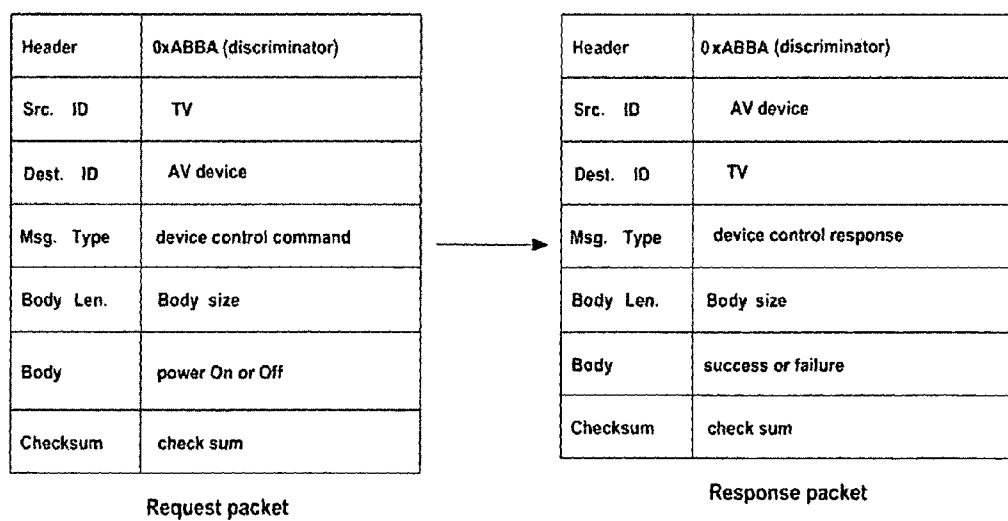 Header 0xABBA (discriminator)
Src. ID TV
Dest. ID AV device
Msg. Type device control command
Body Len. Body size
Body power On or Off
Checksum check sum
Request packet
Header 0xABBA (discriminator)
Src. ID AV device
Dest. ID TV
Msg. Type device control response
Body Len. Body size
Body success or failure
Checksum check sum
Response packet